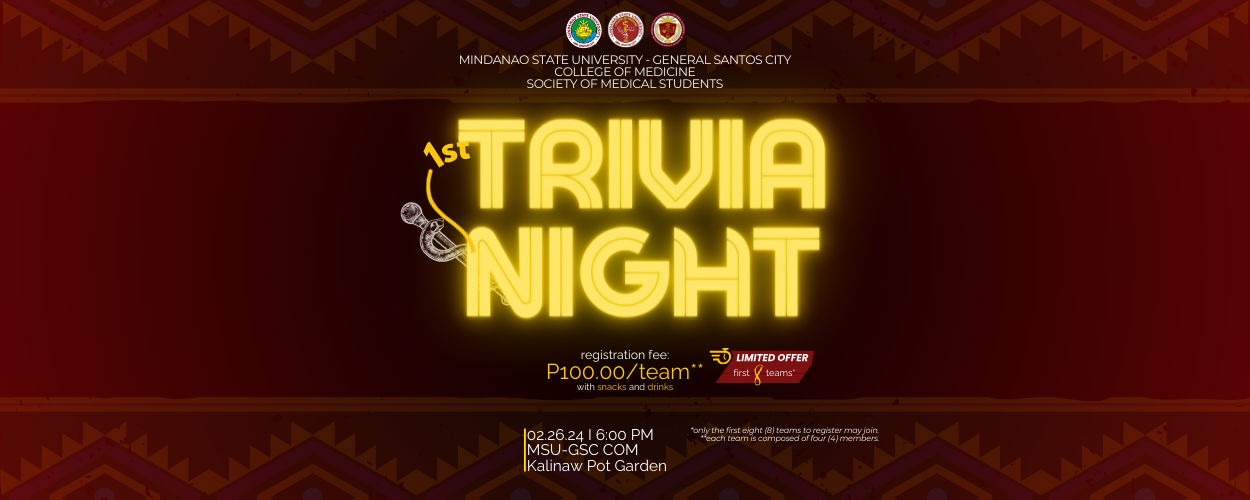 MINDANAO STATE UNIVERSITY - GENERAL SANTOS CITY
COLLEGE OF MEDICINE
SOCIETY OF MEDICAL STUDENTS
1st
TRIVIA
NIGHT
registration fee:
P100.00/team**
with snacks and drinks
LIMITED OFFER
first 8 teams*
02.26.24 I 6:00 PM
MSU-GSC COM
Kalinaw Pot Garden
*only the first eight (8) teams to register may join.
**each team is composed of four (4) members.